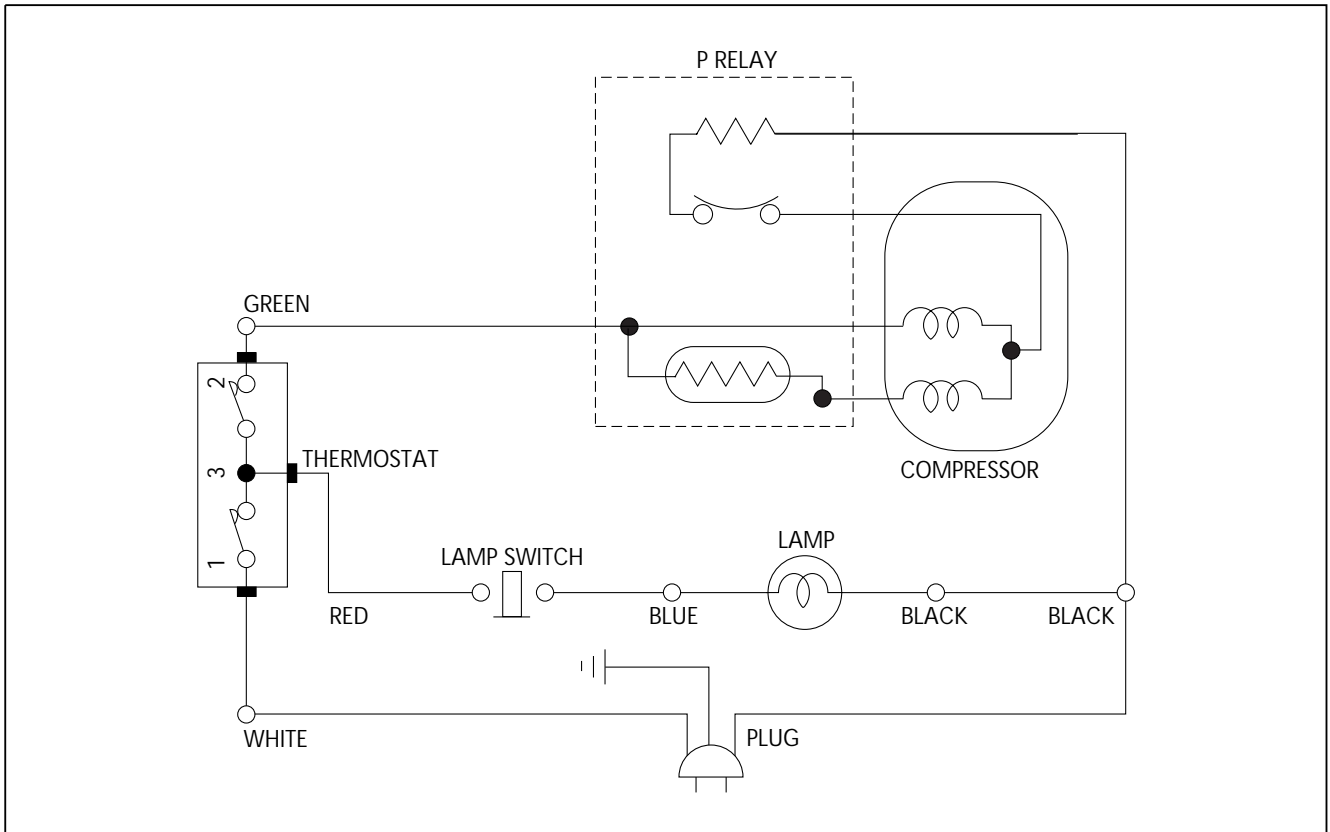 P RELAY
GREEN
2
3
THERMOSTAT
COMPRESSOR
1
LAMP SWITCH
LAMP
RED
BLUE
BLACK
BLACK
WHITE
PLUG